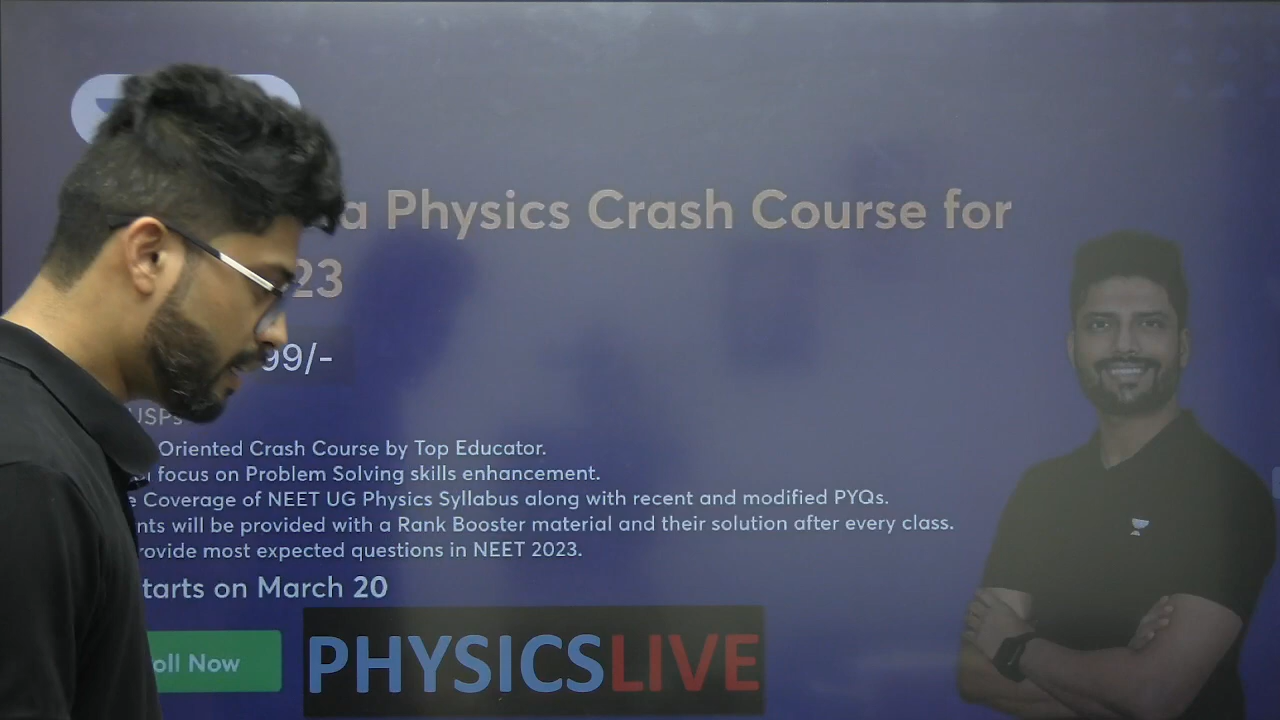 a Physics Crash Course for
23
99/-
USPs
Oriented Crash Course by Top Educator.
focus on Problem Solving skills enhancement.
Coverage of NEET UG Physics Syllabus along with recent and modified PYQs.
nts will be provided with a Rank Booster material and their solution after every class.
rovide most expected questions in NEET 2023.
tarts on March 20
oll Now
PHYSICSLIVE